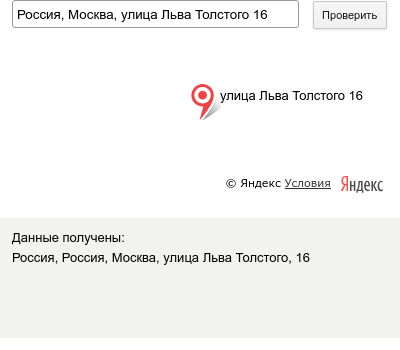 Россия, Москва, улица Льва Толстого 16
Проверить
улица Льва Толстого 16
© Яндекс Условия Яндекс
Данные получены:
Россия, Россия, Москва, улица Льва Толстого, 16